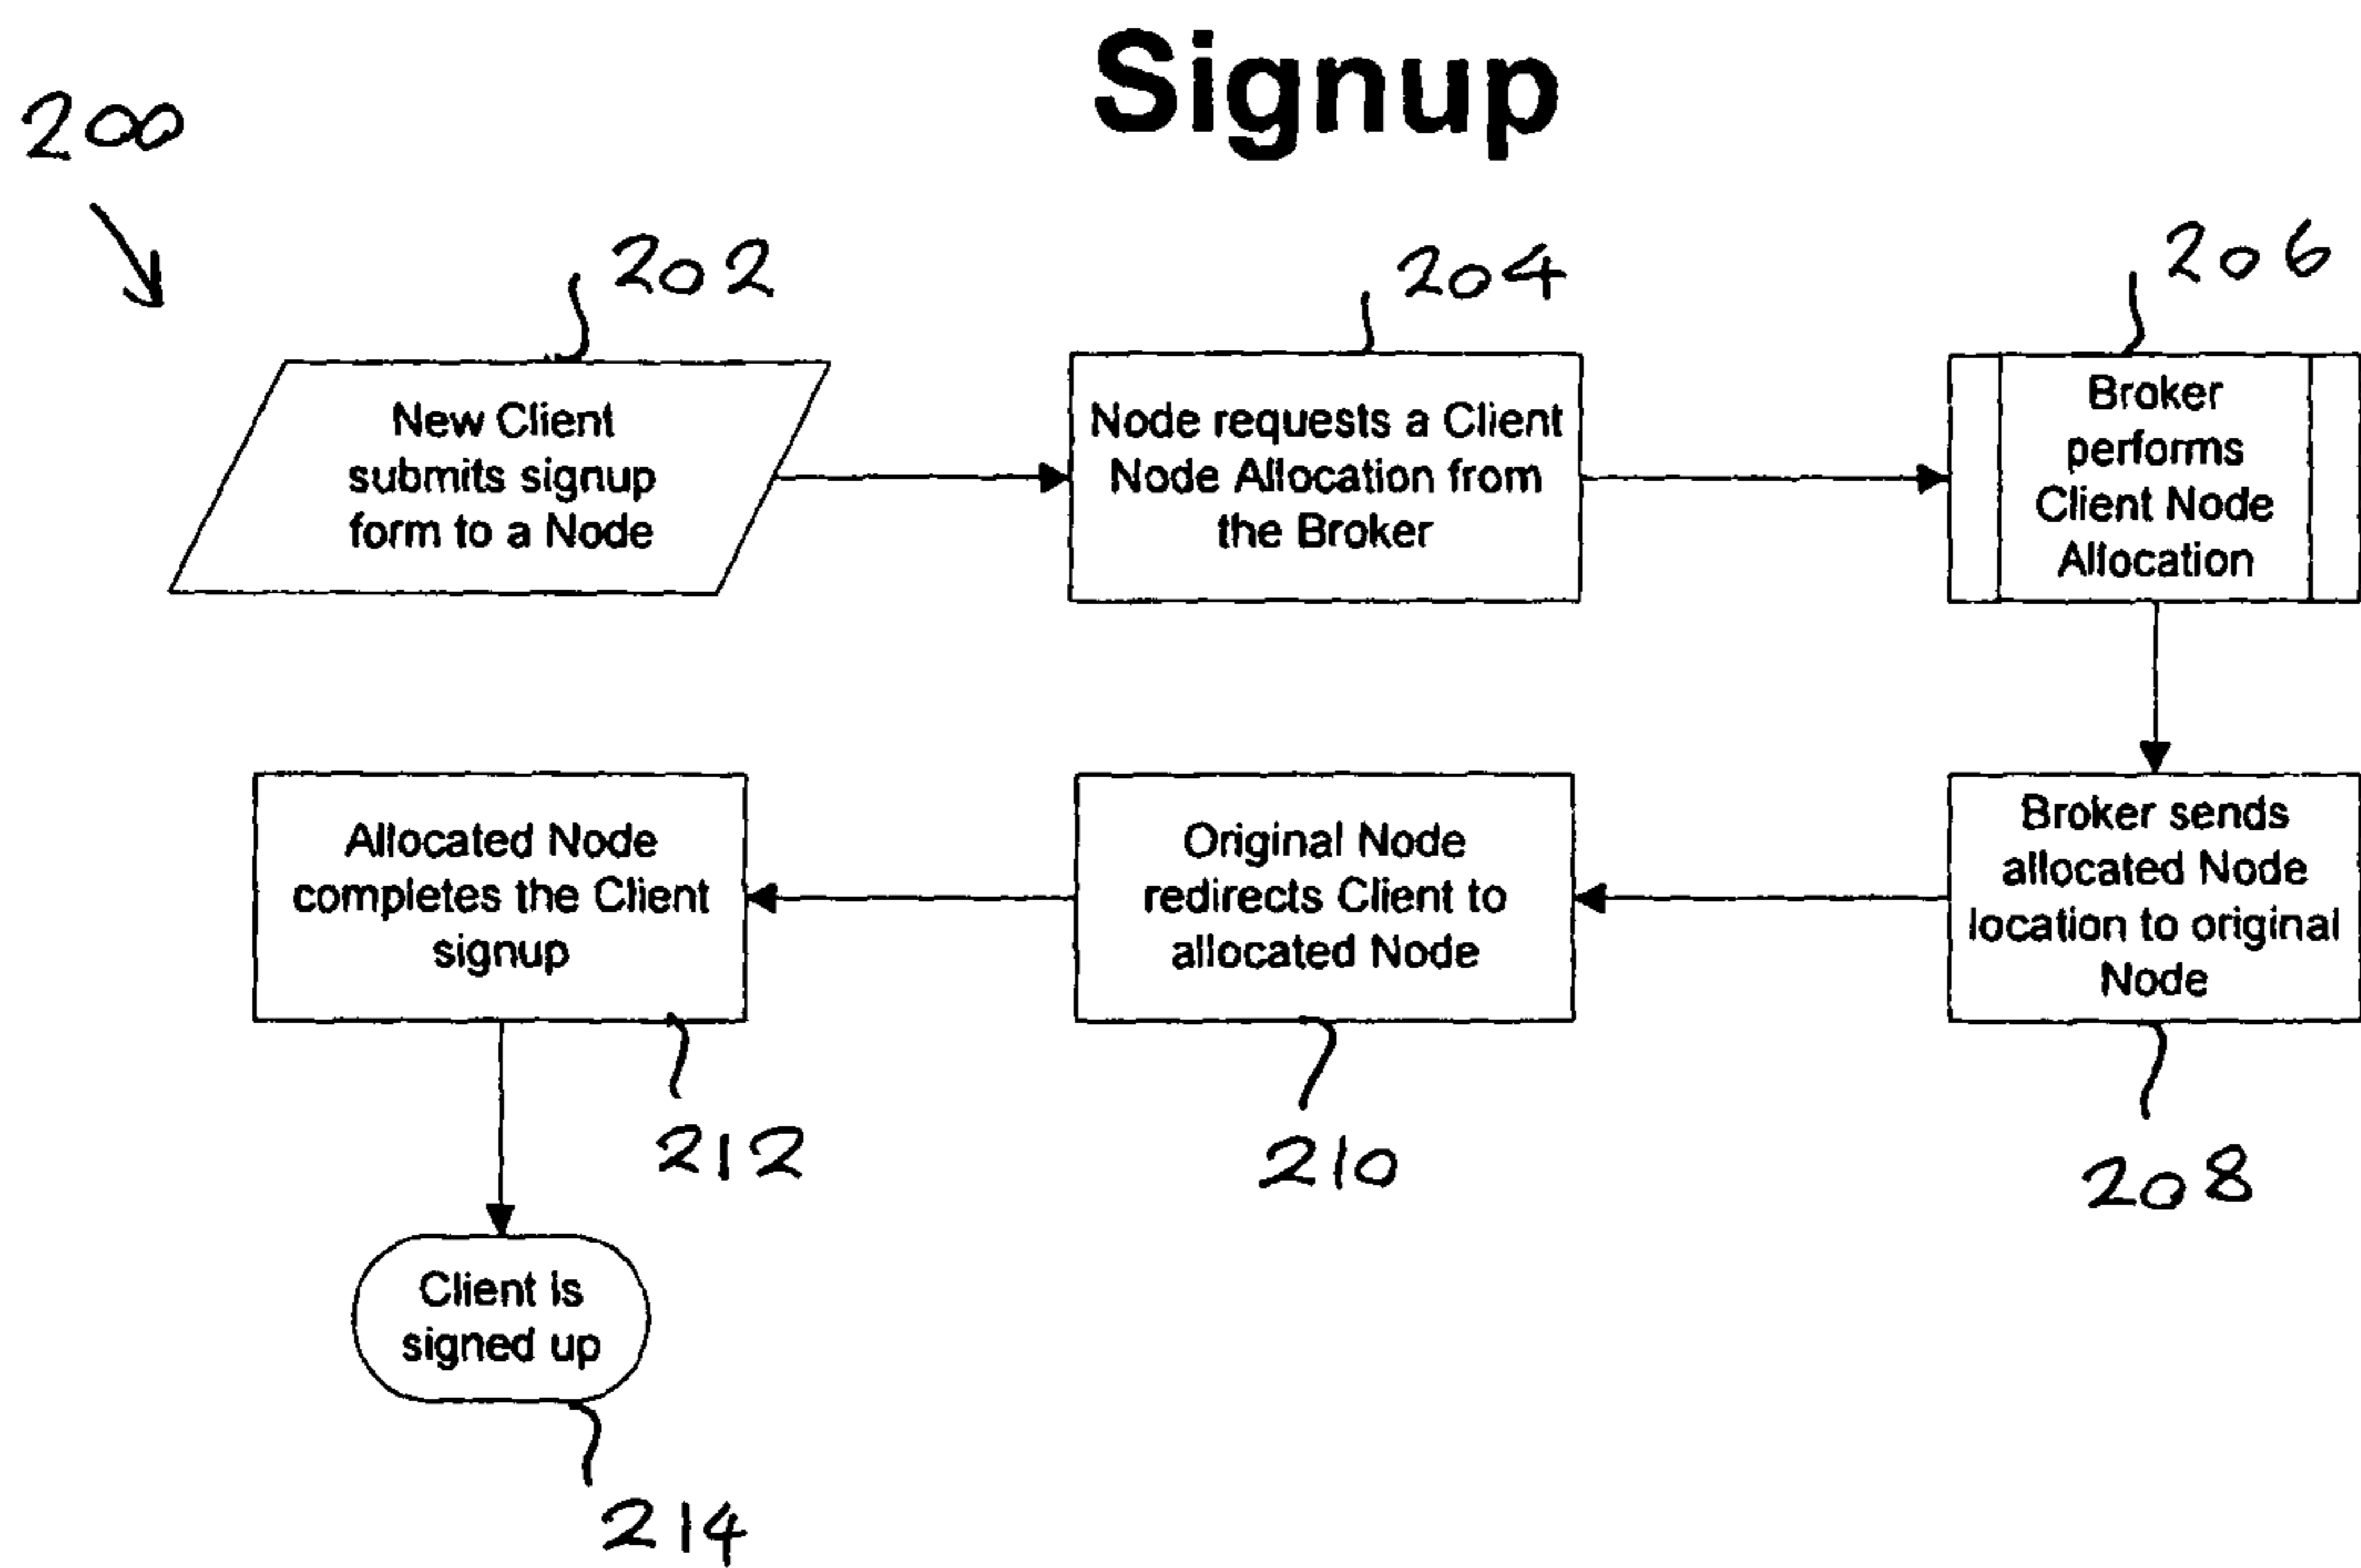 Signup
200
202
204
206
New Client
submits signup
form to a Node
Node requests a Client
Node Allocation from
the Broker
Broker
performs
Client Node
Allocation
Broker sends
allocated Node
location to original
Node
208
Original Node
redirects Client to
allocated Node
210
Allocated Node
completes the Client
signup
212
Client is
signed up
214